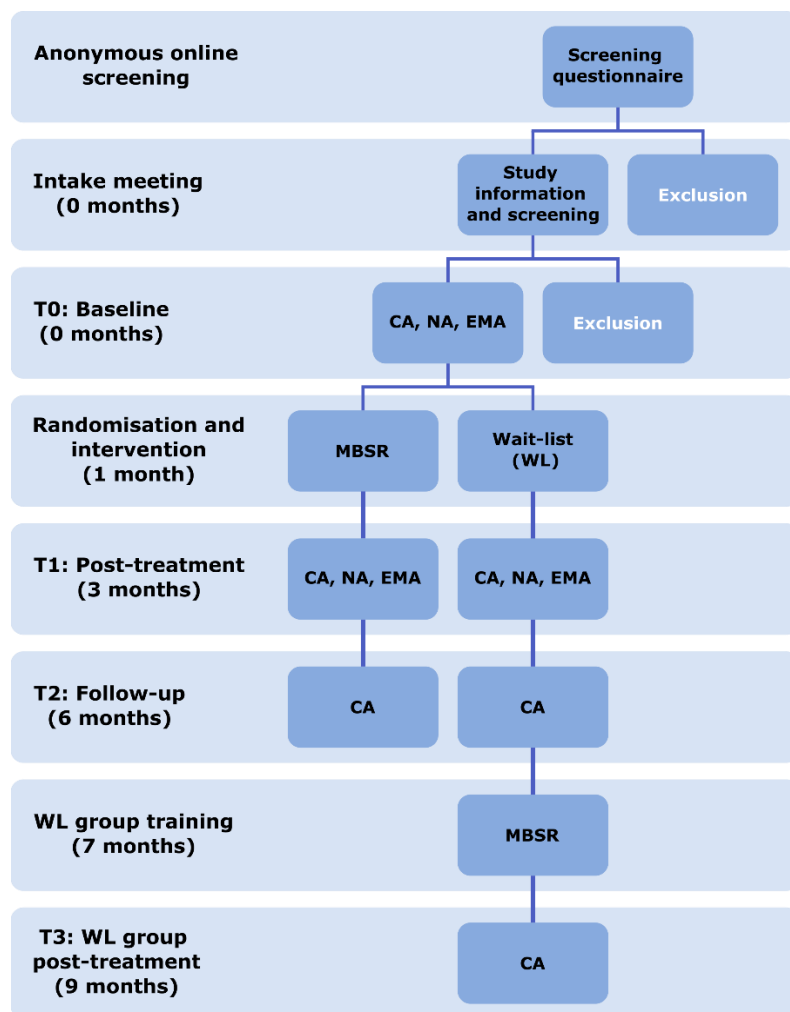 Anonymous online
screening
Screening
questionnaire
Intake meeting
(0 months)
Study
information
and screening
Exclusion
T0: Baseline
(0 months)
CA, NA, EMA
Exclusion
Randomisation and
intervention
(1 month)
MBSR
Wait-list
(WL)
T1: Post-treatment
(3 months)
CA, NA, EMA
CA, NA, EMA
T2: Follow-up
(6 months)
CA
CA
WL group training
(7 months)
MBSR
T3: WL group
post-treatment
(9 months)
CA